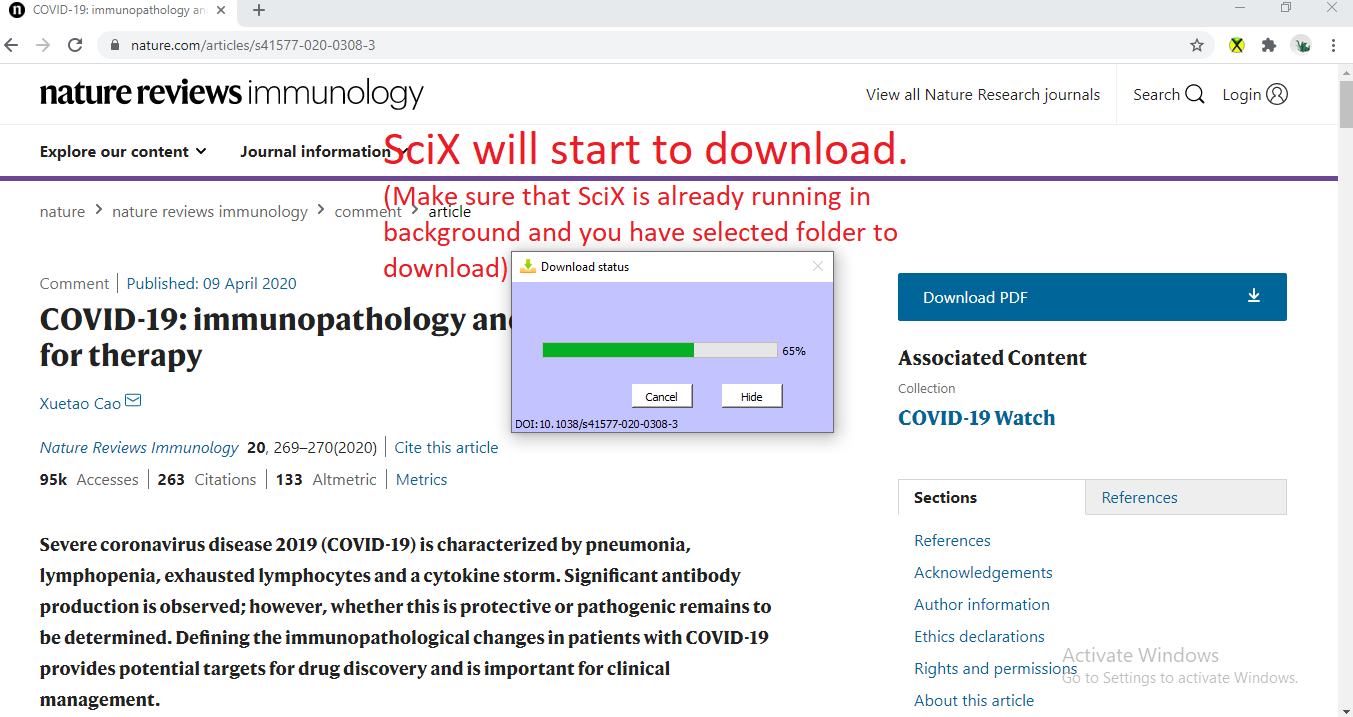 COVID-19: immunopathology an
nature.com/articles/s41577-020-0308-3
nature reviews immunology
View all Nature Research journals
Search
Login
Explore our content
Journal information
SciX will start to download.
(Make sure that SciX is already running in
background and you have selected folder to
download)
nature > nature reviews immunology > comment > article
Download status
65%
Cancel
Hide
DOI:10.1038/s41577-020-0308-3
Comment
Published: 09 April 2020
COVID-19: immunopathology an
for therapy
Xuetao Cao
Nature Reviews Immunology 20, 269–270(2020)
Cite this article
95k Accesses
263 Citations
133 Altmetric
Metrics
Severe coronavirus disease 2019 (COVID-19) is characterized by pneumonia,
lymphopenia, exhausted lymphocytes and a cytokine storm. Significant antibody
production is observed; however, whether this is protective or pathogenic remains to
be determined. Defining the immunopathological changes in patients with COVID-19
provides potential targets for drug discovery and is important for clinical
management.
Download PDF
Associated Content
Collection
COVID-19 Watch
Sections
References
References
Acknowledgements
Author information
Ethics declarations
Rights and permissions
About this article
Activate Windows
Go to Settings to activate Windows.